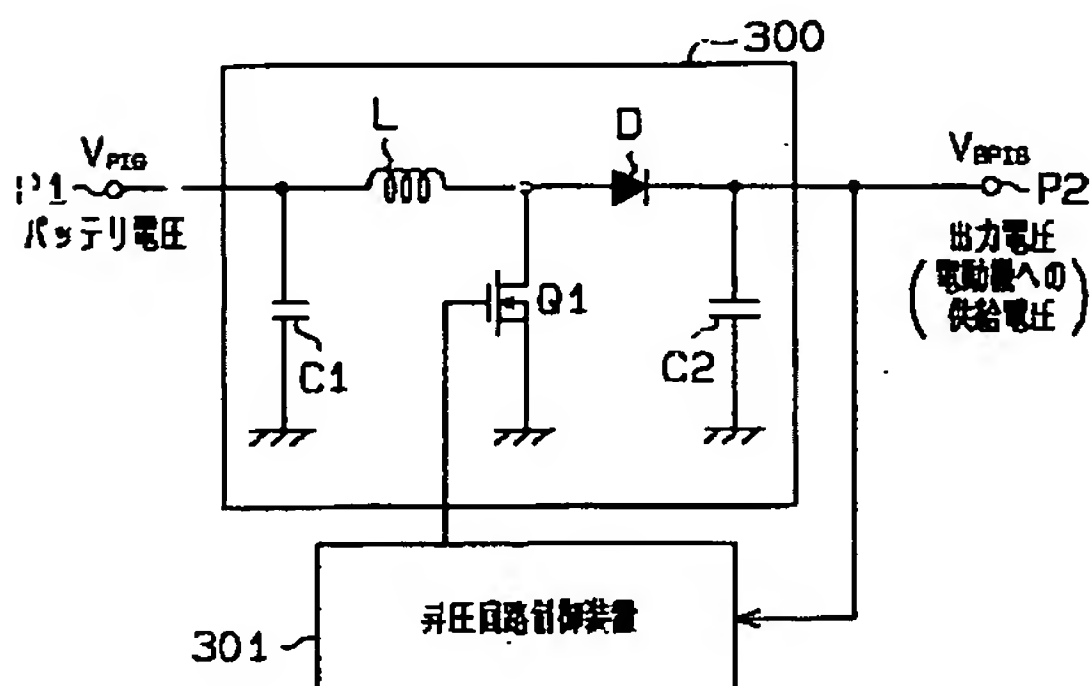 300
L
D
V_PIG
V_BPIG
P1
P2
バッテリ電圧
出力電圧
(電動機への
供給電圧)
Q1
C1
C2
昇圧回路制御装置
301